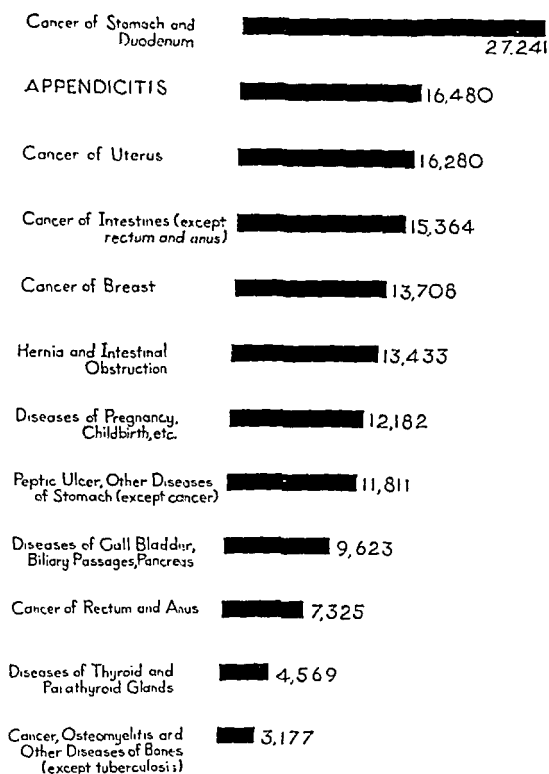 Cancer of Stomach and
Duodenum
27,241
APPENDICITIS
16,480
Cancer of Uterus
16,280
Cancer of Intestines (except
rectum and anus)
15,364
Cancer of Breast
13,708
Hernia and Intestinal
Obstruction
13,433
Diseases of Pregnancy,
Childbirth, etc.
12,182
Peptic Ulcer, Other Diseases
of Stomach (except cancer)
11,811
Diseases of Gall Bladder,
Biliary Passages, Pancreas
9,623
Cancer of Rectum and Anus
7,325
Diseases of Thyroid and
Parathyroid Glands
4,569
Cancer, Osteomyelitis and
Other Diseases of Bones
(except tuberculosis)
3,177